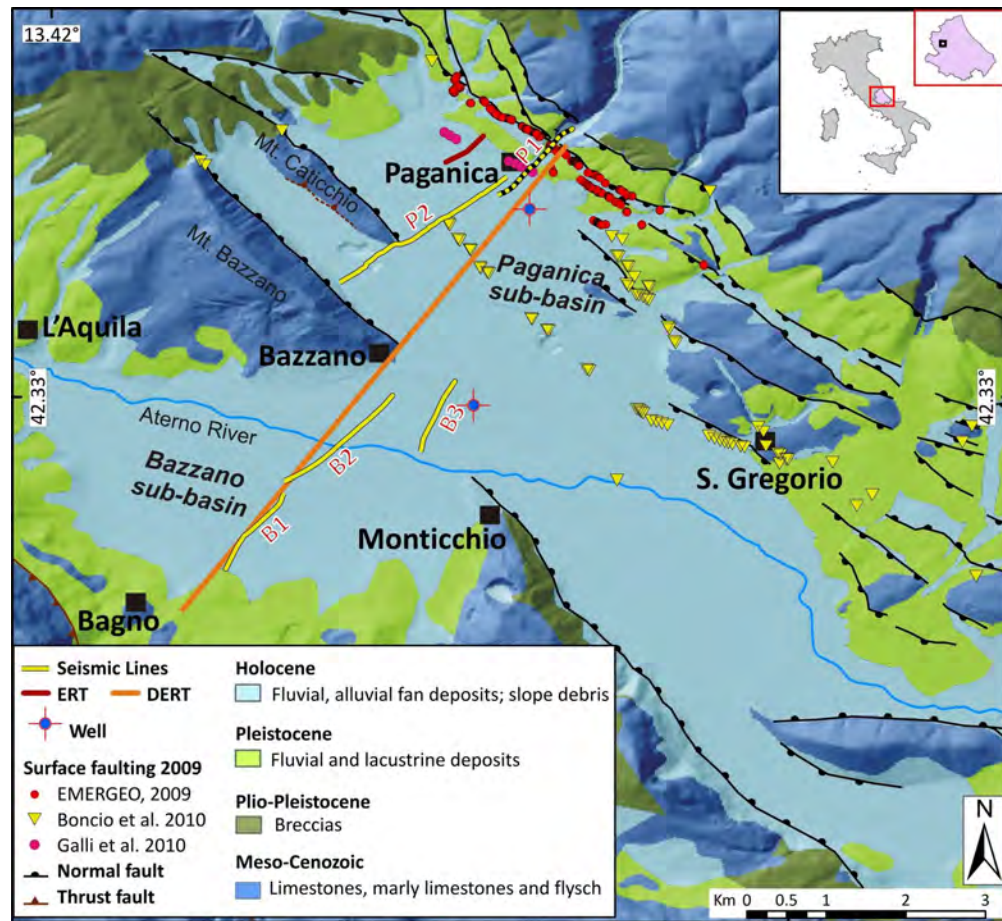 13.42°
P1
Paganica
Mt. Caticchio
P2
Mt. Bazzano
Paganica
sub-basin
L'Aquila
Bazzano
42.33°
42.33°
B3
Aterno River
B2
Bazzano
sub-basin
S. Gregorio
B1
Monticchio
Bagno
Seismic Lines
ERT
DERT
Well
Surface faulting 2009
EMERGEO, 2009
Boncio et al. 2010
Galli et al. 2010
Normal fault
Thrust fault
Holocene
Fluvial, alluvial fan deposits; slope debris
Pleistocene
Fluvial and lacustrine deposits
Plio-Pleistocene
Breccias
Meso-Cenozoic
Limestones, marly limestones and flysch
N
Km 0 0.5 1 2 3